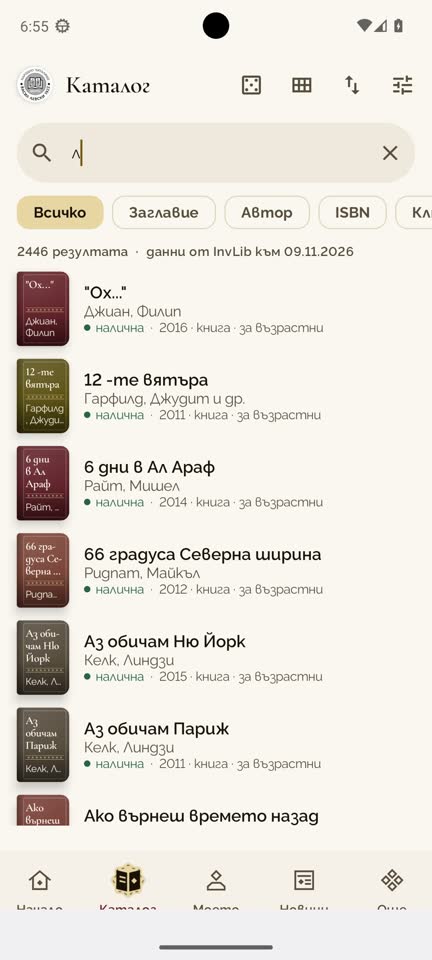 6:55
Каталог
л
Всичко Заглавие Автор ISBN
2446 резултата · данни от InvLib към 09.11.2026
"Ох..."
Джиан, Филип
"Ох..."
Джиан, Филип
налична · 2016 · книга · за възрастни
12 -те вятъра
Гарфилд, Джуди...
12 -те вятъра
Гарфилд, Джудит и др.
налична · 2011 · книга · за възрастни
6 дни в Ал Араф
Райт, ...
6 дни в Ал Араф
Райт, Мишел
налична · 2014 · книга · за възрастни
66 гра-
дуса Се-
верна ...
Ридпат...
66 градуса Северна ширина
Ридпат, Майкъл
налична · 2012 · книга · за възрастни
Аз оби-
чам Ню
Йорк
Келк, Л...
Аз обичам Ню Йорк
Келк, Линдзи
налична · 2015 · книга · за възрастни
Аз
обичам
Париж
Келк, Л...
Аз обичам Париж
Келк, Линдзи
налична · 2011 · книга · за възрастни
Ако
върнеш
Ако върнеш времето назад